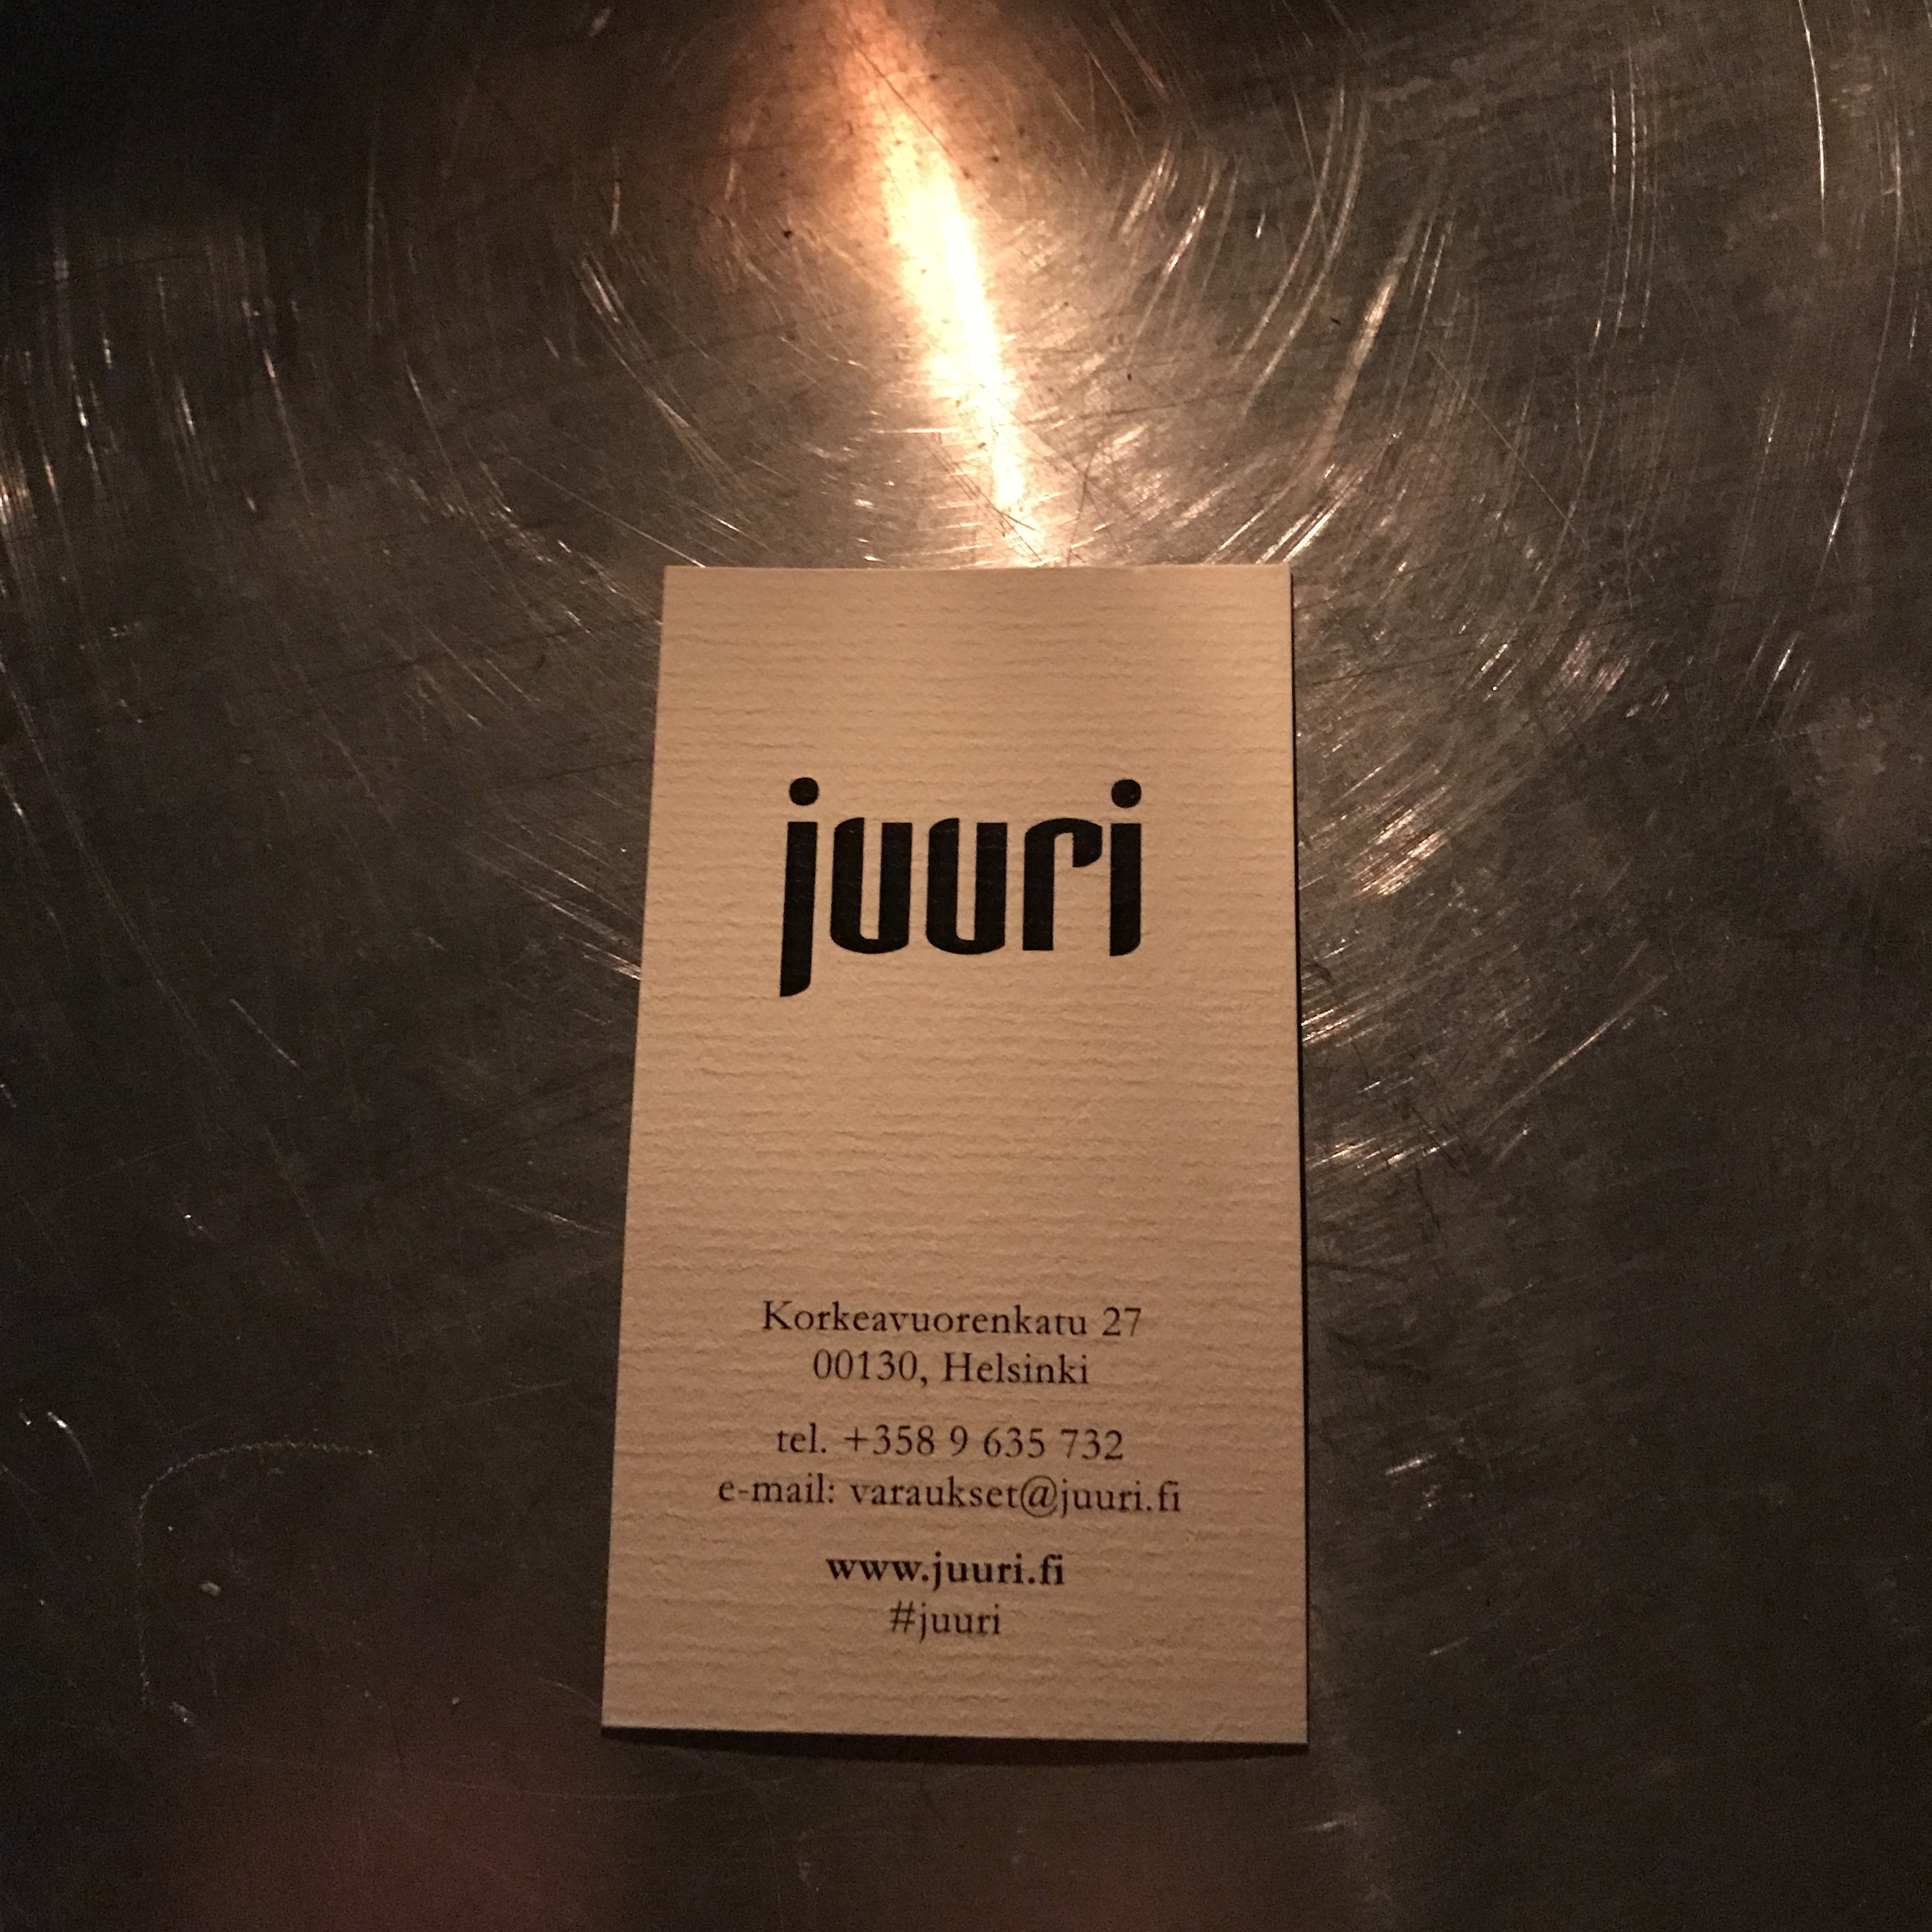 juuri
Korkeavuorenkatu 27
00130, Helsinki
tel. +358 9 635 732
e-mail: varaukset@juuri.fi
www.juuri.fi
#juuri